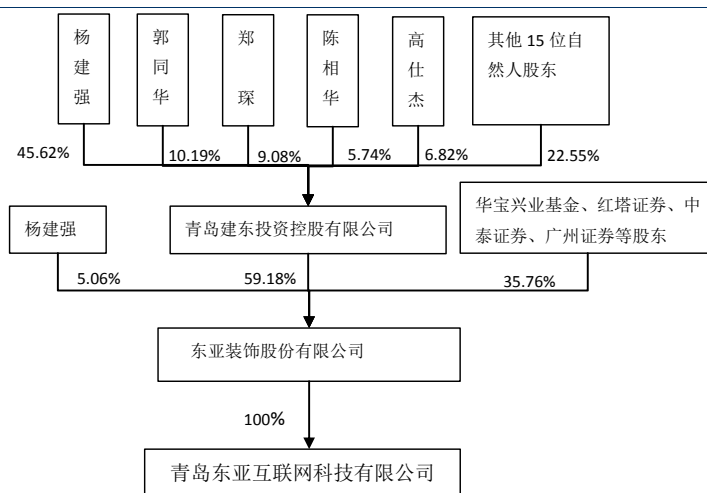 杨建强
郭同华
郑琛
陈相华
高仕杰
其他 15 位自
然人股东
45.62%
10.19%
9.08%
5.74%
6.82%
22.55%
杨建强
青岛建东投资控股有限公司
华宝兴业基金、红塔证券、中
泰证券、广州证券等股东
5.06%
59.18%
35.76%
东亚装饰股份有限公司
100%
青岛东亚互联网科技有限公司